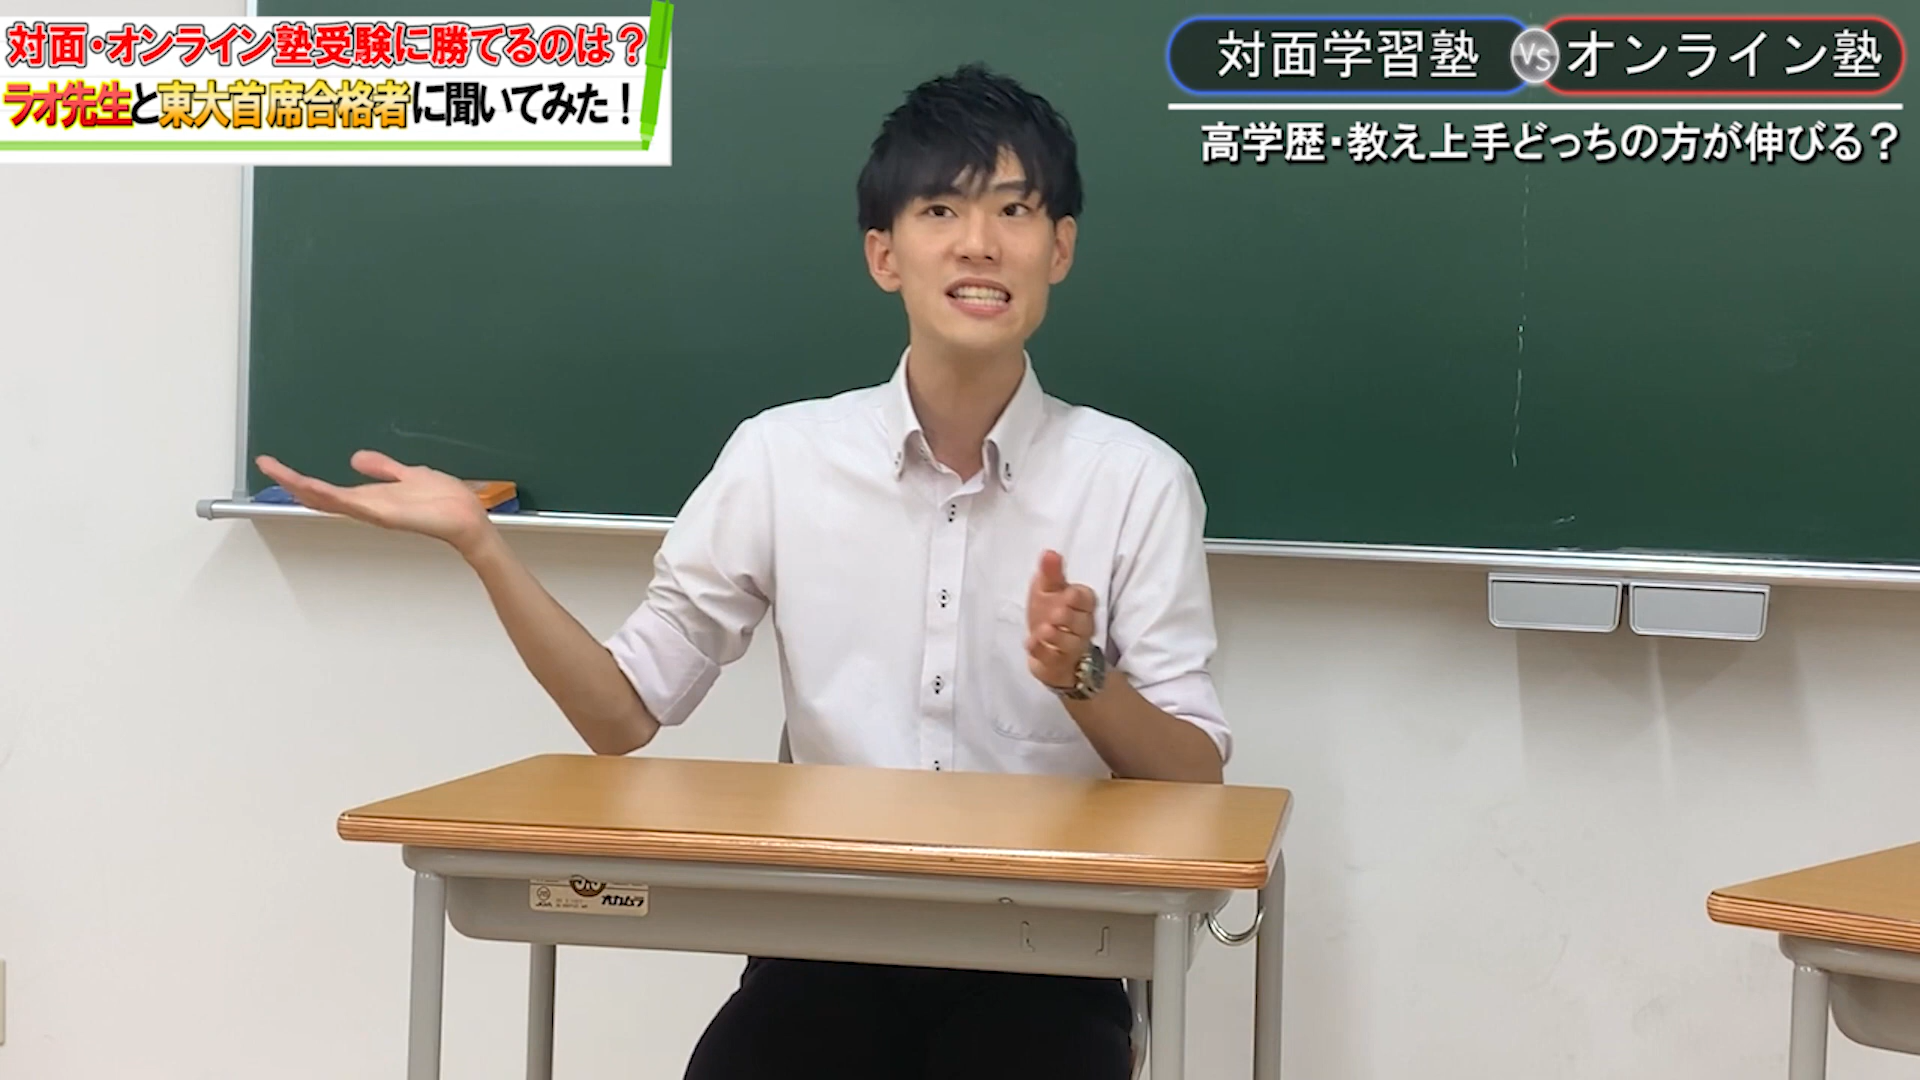 対面・オンライン塾受験に勝てるのは？
ラオ先生と東大首席合格者に聞いてみた！
対面学習塾 VS オンライン塾
高学歴・教え上手どっちの方が伸びる？
オカムラ